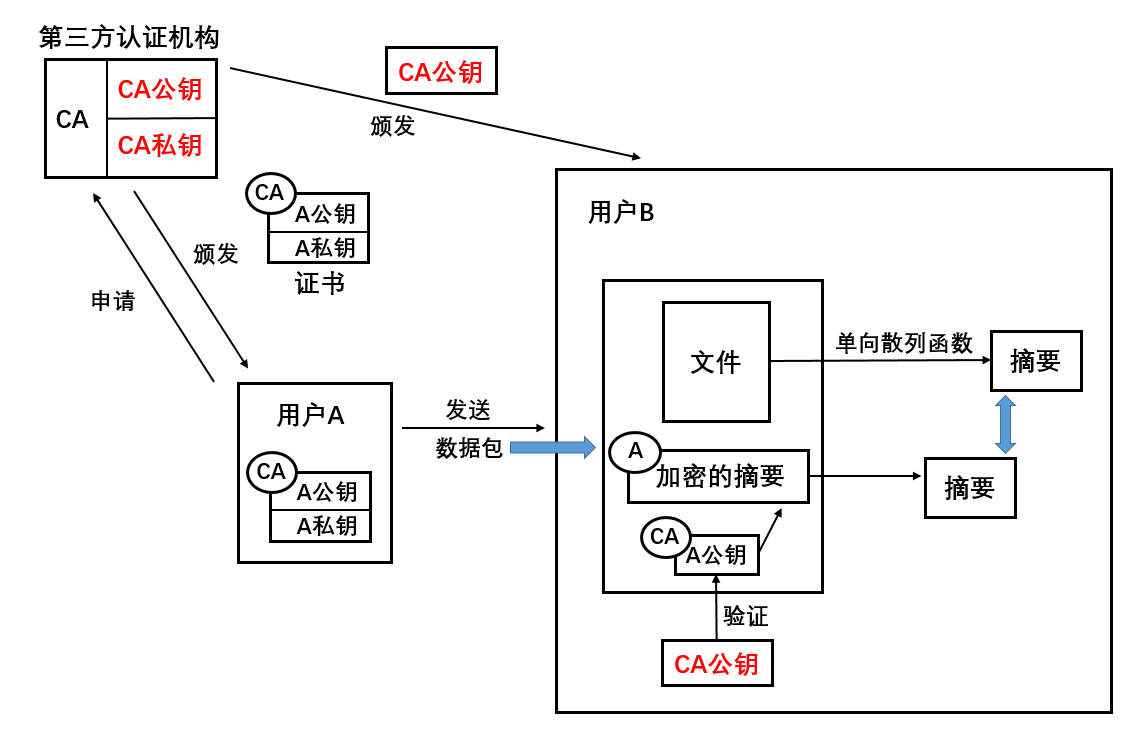 第三方认证机构
CA
CA公钥
CA私钥
CA公钥
颁发
CA
A公钥
A私钥
证书
颁发
申请
用户A
CA
A公钥
A私钥
发送
数据包
用户B
文件
单向散列函数
摘要
A
加密的摘要
摘要
CA
A公钥
验证
CA公钥